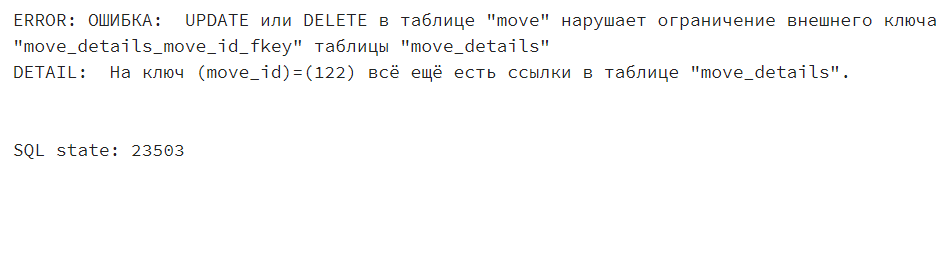 ERROR: ОШИБКА:  UPDATE или DELETE в таблице "move" нарушает ограничение внешнего ключа
"move_details_move_id_fkey" таблицы "move_details"
DETAIL:  На ключ (move_id)=(122) всё ещё есть ссылки в таблице "move_details".
SQL state: 23503